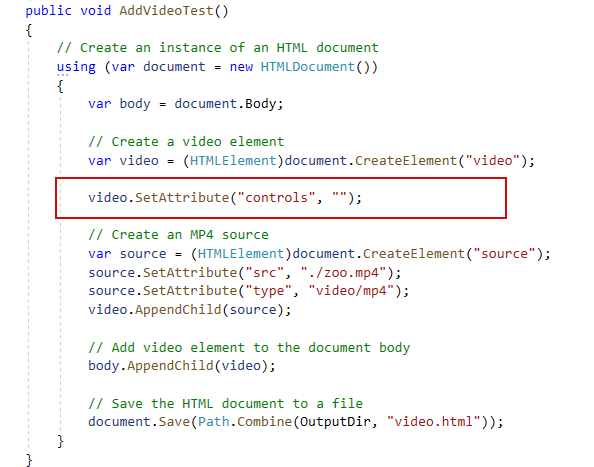 public void AddVideoTest()
{
// Create an instance of an HTML document
using (var document = new HTMLDocument())
{
var body = document.Body;
// Create a video element
var video = (HTMLElement)document.CreateElement("video");
video.SetAttribute("controls", "");
// Create an MP4 source
var source = (HTMLElement)document.CreateElement("source");
source.SetAttribute("src", "./zoo.mp4");
source.SetAttribute("type", "video/mp4");
video.AppendChild(source);
// Add video element to the document body
body.AppendChild(video);
// Save the HTML document to a file
document.Save(Path.Combine(OutputDir, "video.html"));
}
}